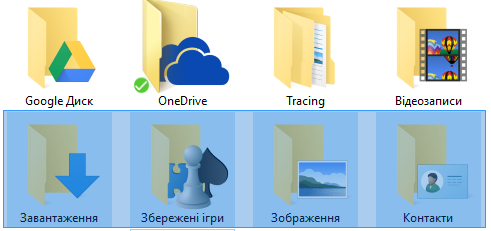 Google Диск
OneDrive
Tracing
Відеозаписи
Завантаження
Збережені ігри
Зображення
Контакти